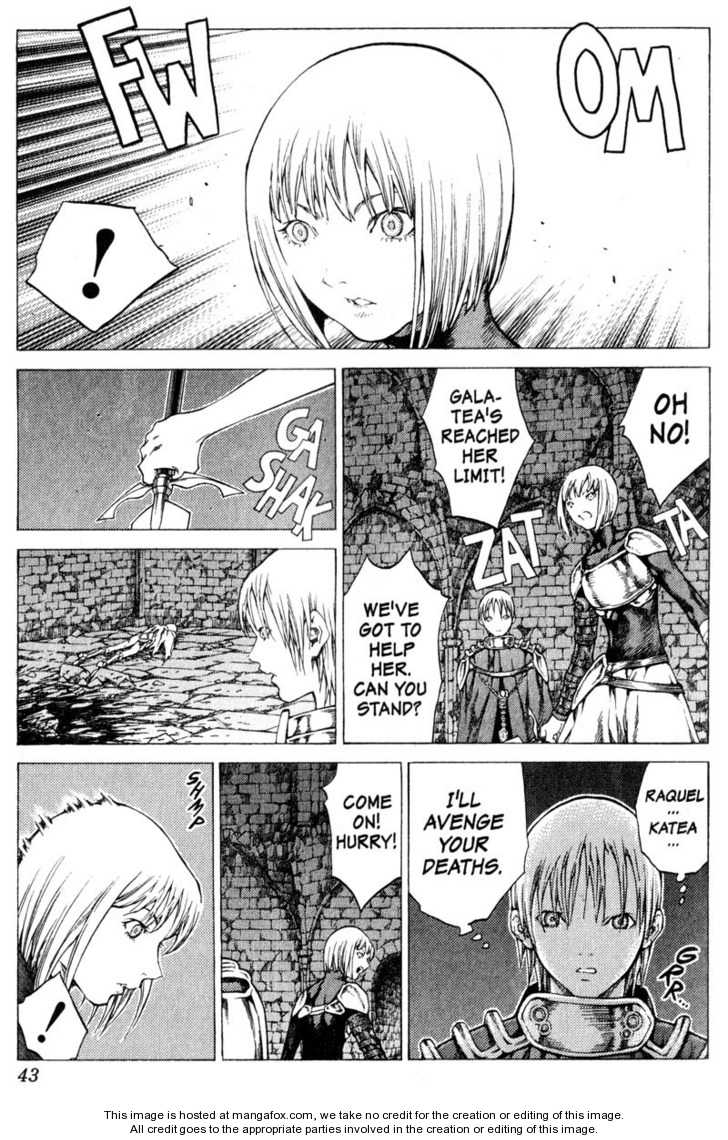 FW
OM
!
GA
SHAK
OH
NO!
GALA-
TEA'S
REACHED
HER
LIMIT!
ZAT
TA
WE'VE
GOT TO
HELP
HER.
CAN YOU
STAND?
SHMP
!
COME
ON!
HURRY!
RAQUEL
...
KATEA
...
I'LL
AVENGE
YOUR
DEATHS.
GRR...
43
This image is hosted at mangafox.com, we take no credit for the creation or editing of this image.
All credit goes to the appropriate parties involved in the creation or editing of this image.